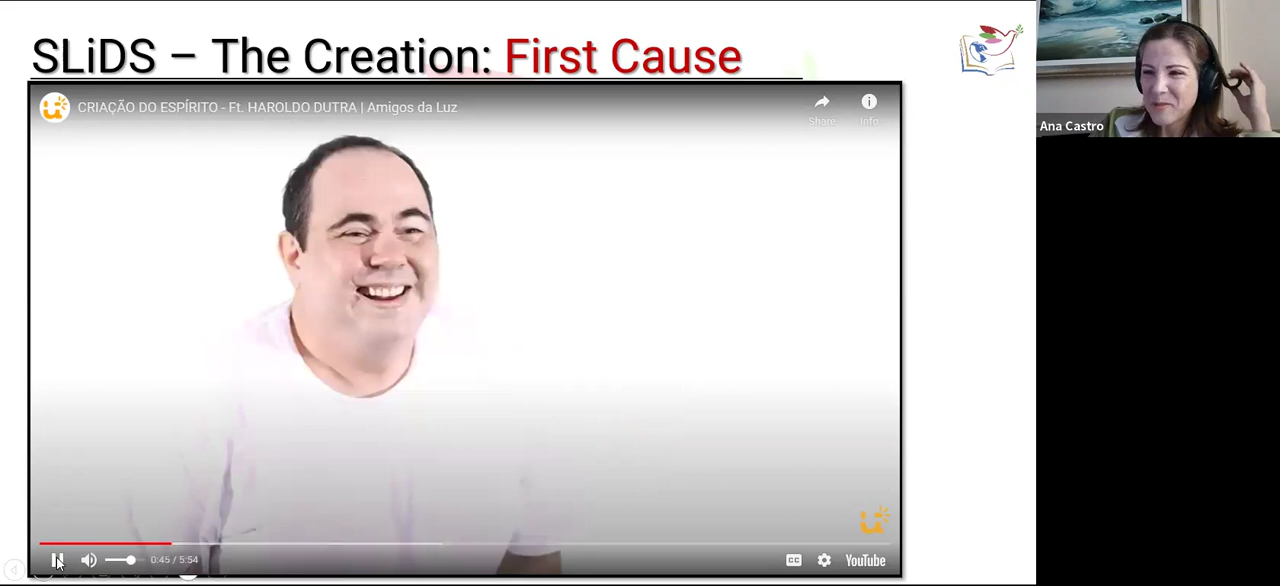 SLiDS – The Creation: First Cause
CRIAÇÃO DO ESPÍRITO - Ft. HAROLDO DUTRA | Amigos da Luz
Share
Info
Ana Castro
0:45 / 5:54
CC
YouTube